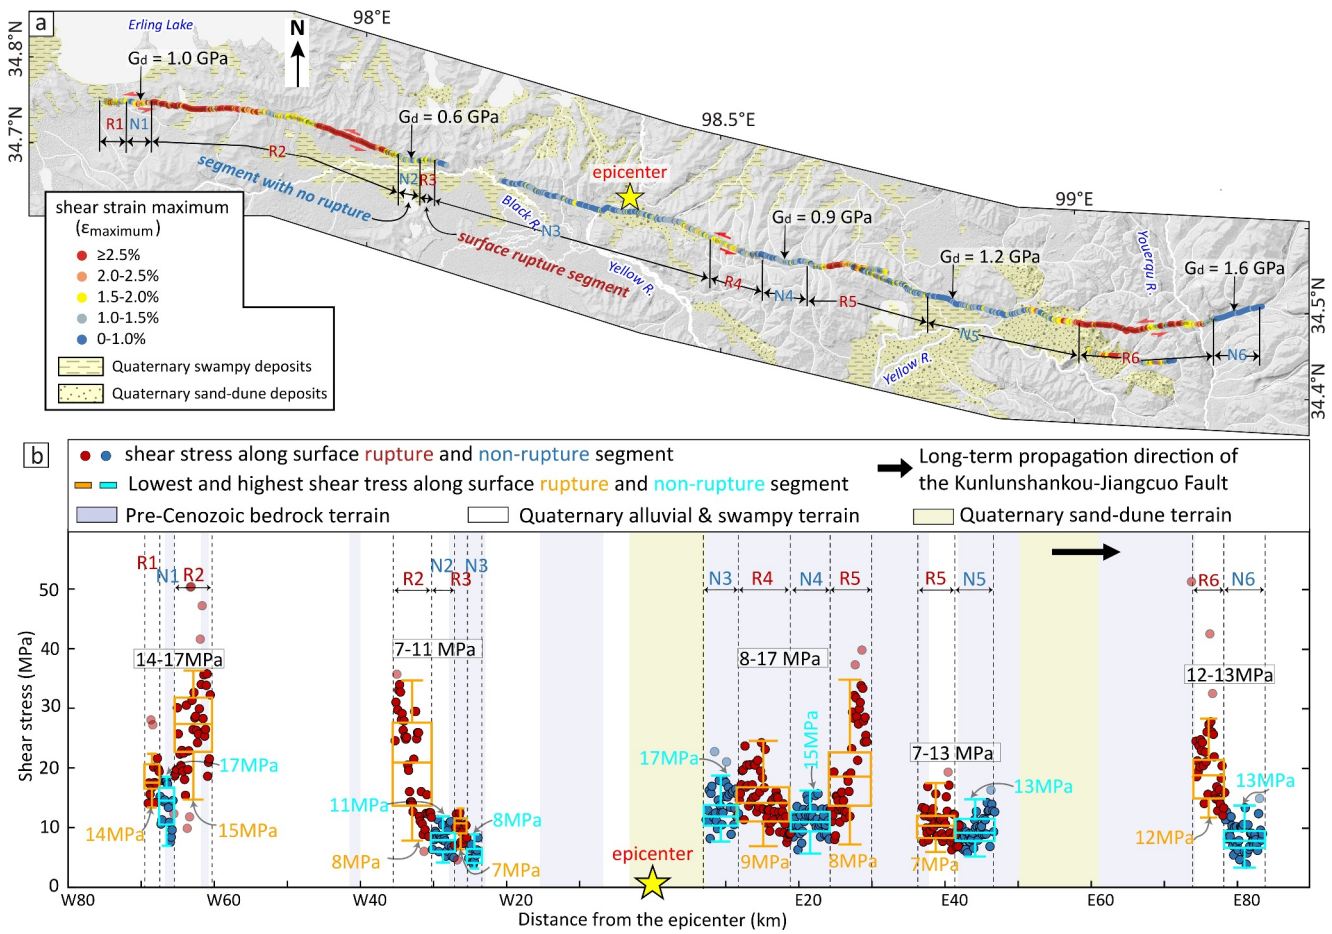 a
Erling Lake
98°E
N
34.8°N
34.7°N
Gd = 1.0 GPa
R1
N1
R2
Gd = 0.6 GPa
98.5°E
epicenter
segment with no rupture
N2
R3
Black R.
N3
surface rupture segment
Yellow R.
Gd = 0.9 GPa
99°E
Gd = 1.2 GPa
Youerqu R.
Gd = 1.6 GPa
R4
N4
R5
N5
Yellow R.
R6
N6
34.5°N
34.4°N
shear strain maximum
(εmaximum)
≥2.5%
2.0-2.5%
1.5-2.0%
1.0-1.5%
0-1.0%
Quaternary swampy deposits
Quaternary sand-dune deposits
b
shear stress along surface rupture and non-rupture segment
Lowest and highest shear tress along surface rupture and non-rupture segment
Long-term propagation direction of
the Kunlunshankou-Jiangcuo Fault
Pre-Cenozoic bedrock terrain
Quaternary alluvial & swampy terrain
Quaternary sand-dune terrain
Shear stress (MPa)
50
40
30
20
10
0
R1
N1
R2
14-17MPa
17MPa
14MPa
15MPa
R2
N2
R3
N3
7-11 MPa
11MPa
8MPa
8MPa
7MPa
epicenter
N3
R4
N4
R5
8-17 MPa
17MPa
15MPa
9MPa
8MPa
R5
N5
7-13 MPa
13MPa
7MPa
R6
N6
12-13MPa
13MPa
12MPa
W80
W60
W40
W20
E20
E40
E60
E80
Distance from the epicenter (km)